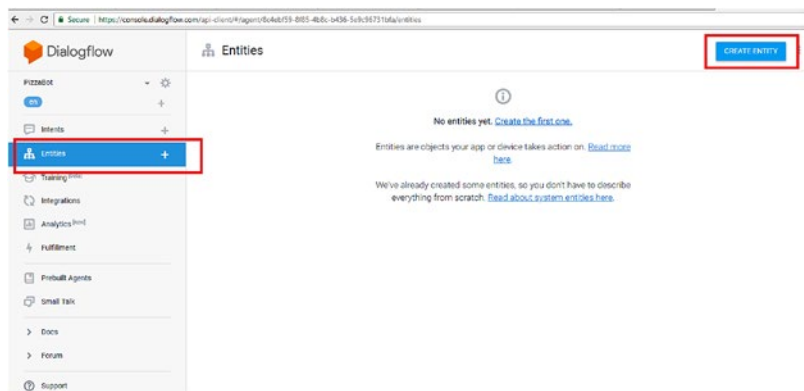 Secure | https://console.dialogflow.com/api-client/#/agent/
/entities
Dialogflow
Entities
CREATE ENTITY
PizzaBot
en
Intents
Entities
Training [beta]
Integrations
Analytics [new]
Fulfillment
Prebuilt Agents
Small Talk
Docs
Forum
Support
No entities yet. Create the first one.
Entities are objects your app or device takes action on. Read more
here.
We've already created some entities, so you don't have to describe
everything from scratch. Read about system entities here.